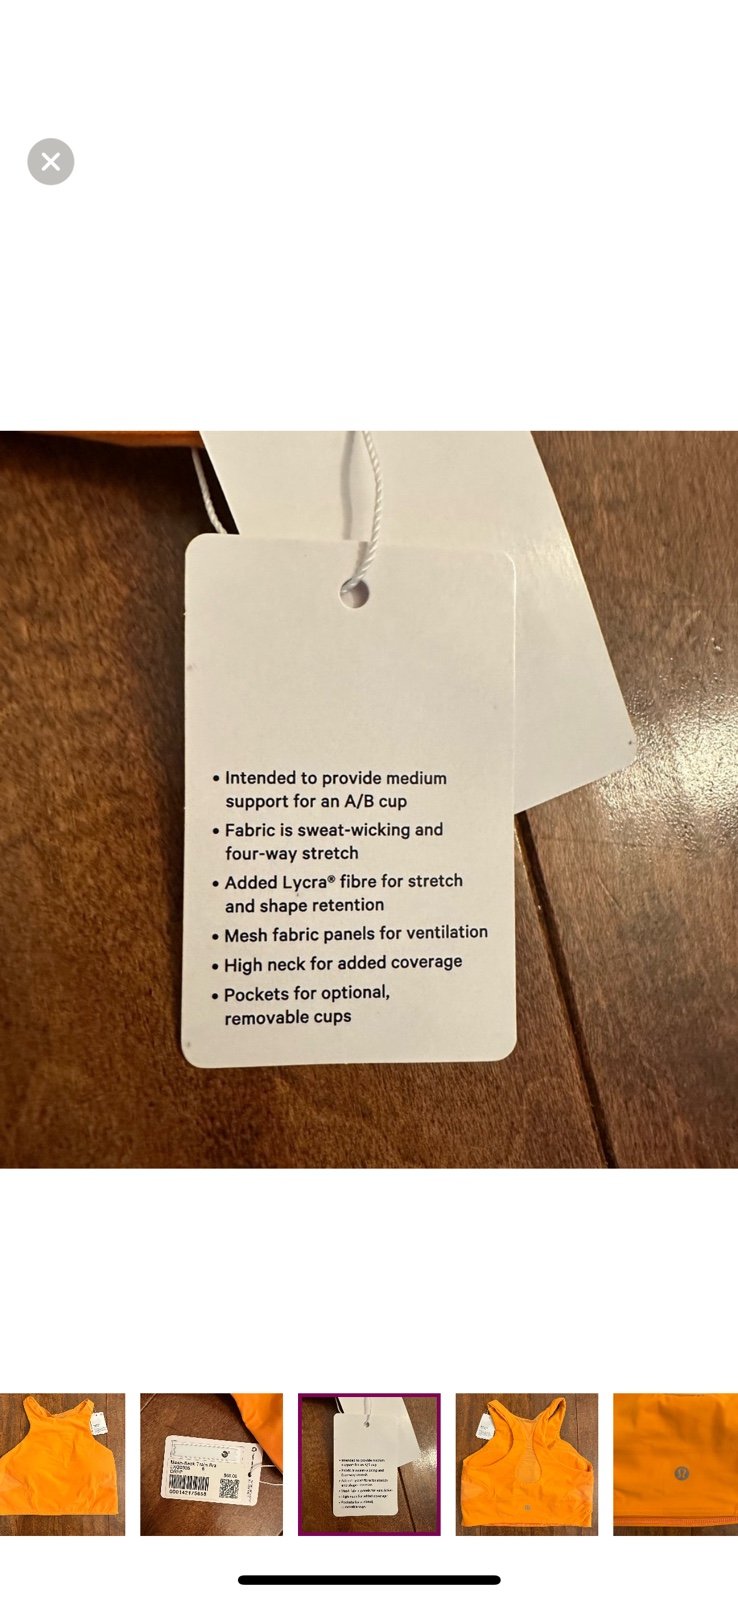 • Intended to provide medium
support for an A/B cup
• Fabric is sweat-wicking and
four-way stretch
• Added Lycra® fibre for stretch
and shape retention
• Mesh fabric panels for ventilation
• High neck for added coverage
• Pockets for optional,
removable cups